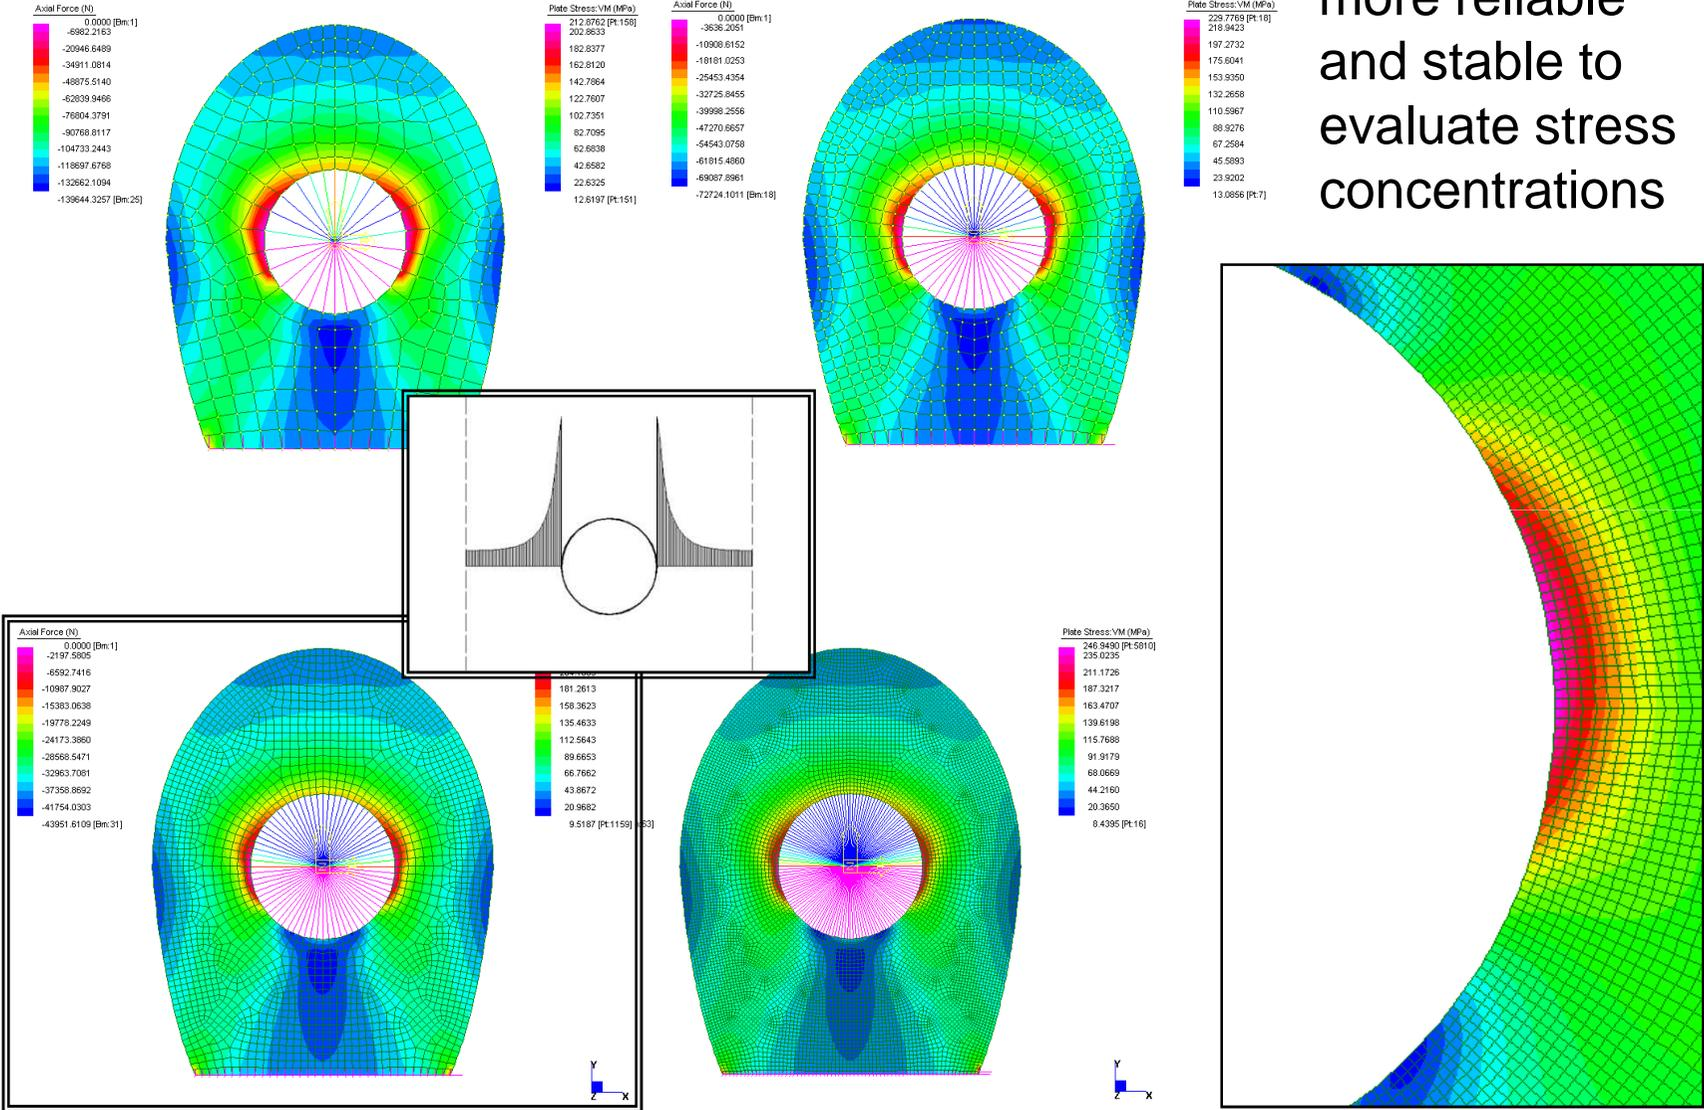 Axial Force (N)
0.0000 [Bm:1]
-6982.2163
-20946.6489
-34911.0814
-48875.5140
-62839.9466
-76804.3791
-90768.8117
-104733.2443
-118697.6768
-132662.1094
-139644.3257 [Bm:25]
Plate Stress:VM (MPa)
212.8762 [Pt:158]
202.8633
182.8377
162.8120
142.7864
122.7607
102.7351
82.7095
62.6838
42.6582
22.6325
12.6197 [Pt:151]
Axial Force (N)
0.0000 [Bm:1]
-3636.2051
-10908.6152
-18181.0253
-25453.4354
-32725.8455
-39998.2556
-47270.6657
-54543.0758
-61815.4860
-69087.8961
-72724.1011 [Bm:18]
Plate Stress:VM (MPa)
229.7769 [Pt:18]
218.9423
197.2732
175.6041
153.9350
132.2658
110.5967
88.9276
67.2584
45.5893
23.9202
13.0856 [Pt:7]
more reliable
and stable to
evaluate stress
concentrations
Axial Force (N)
0.0000 [Bm:1]
-2197.5805
-6592.7416
-10987.9027
-15383.0638
-19778.2249
-24173.3860
-28568.5471
-32963.7081
-37358.8692
-41754.0303
-43951.6109 [Bm:31]
181.2613
158.3623
135.4633
112.5643
89.6653
66.7662
43.8672
20.9682
9.5187 [Pt:1159]
63]
Y
Z X
Plate Stress:VM (MPa)
246.9490 [Pt:5810]
235.0235
211.1726
187.3217
163.4707
139.6198
115.7688
91.9179
68.0669
44.2160
20.3650
8.4395 [Pt:16]
Y
Z X